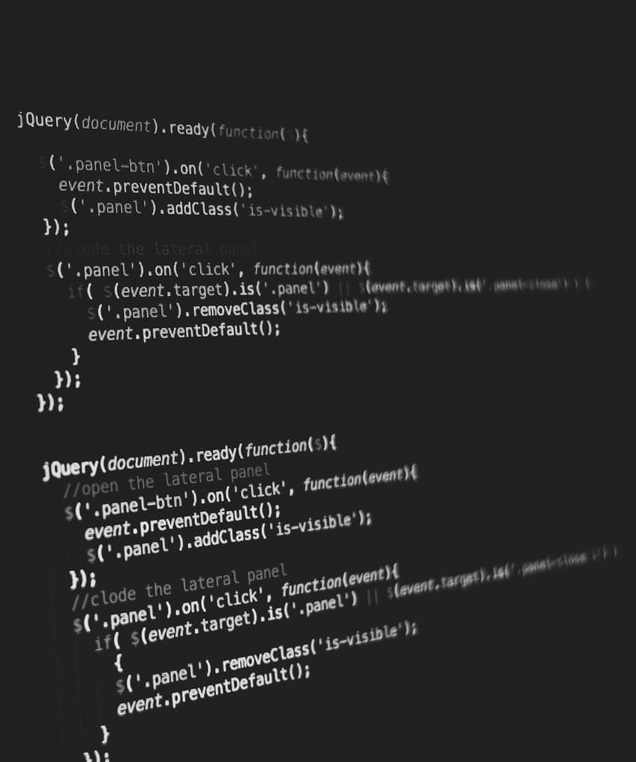 jQuery(document).ready(function( ){
$('.panel-btn').on('click', function(event){
event.preventDefault();
$('.panel').addClass('is-visible');
});
//clode the lateral panel
$('.panel').on('click', function(event){
if( $(event.target).is('.panel') || $(event.target).is('.panel-close') ) {
$('.panel').removeClass('is-visible');
event.preventDefault();
}
});
});
jQuery(document).ready(function($){
//open the lateral panel
$('.panel-btn').on('click', function(event){
event.preventDefault();
$('.panel').addClass('is-visible');
});
//clode the lateral panel
$('.panel').on('click', function(event){
if( $(event.target).is('.panel') || $(event.target).is('.panel-close
{
$('.panel').removeClass('is-visible');
event.preventDefault();
}
});